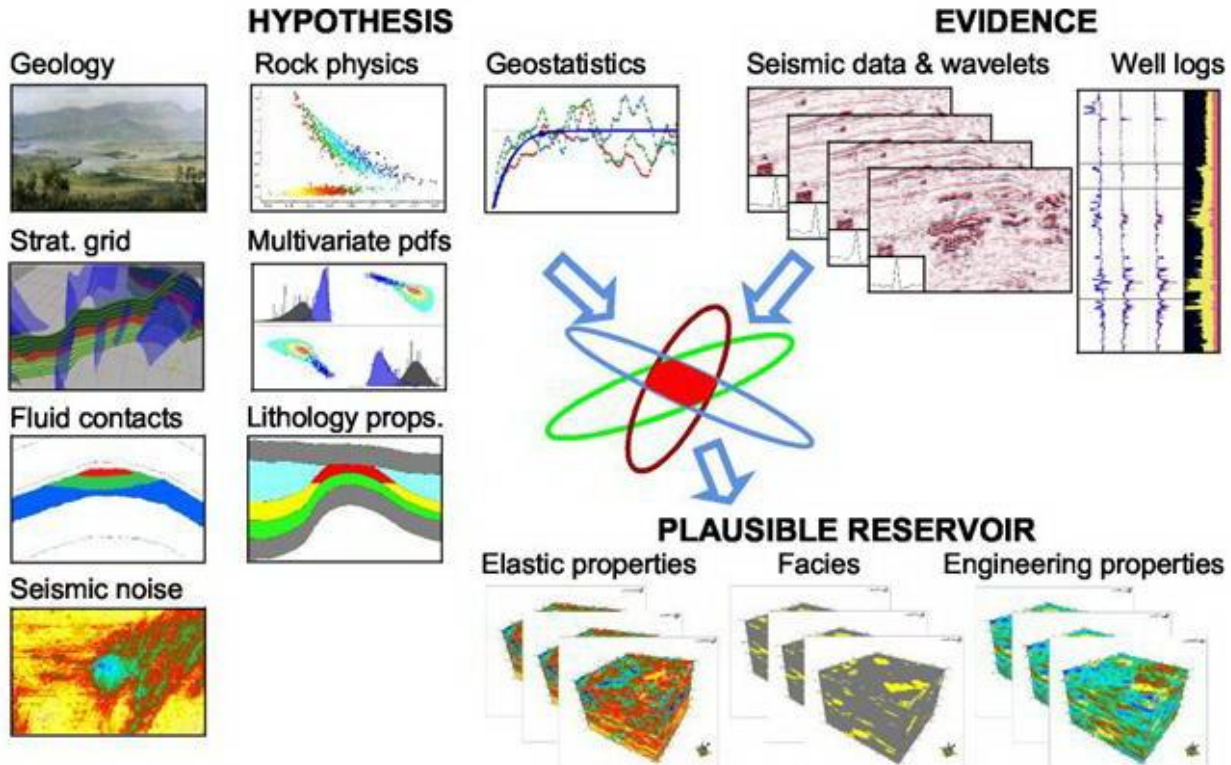 HYPOTHESIS
EVIDENCE
Geology
Rock physics
Geostatistics
Seismic data & wavelets
Well logs
Strat. grid
Multivariate pdfs
Fluid contacts
Lithology props.
PLAUSIBLE RESERVOIR
Elastic properties
Facies
Engineering properties
Seismic noise